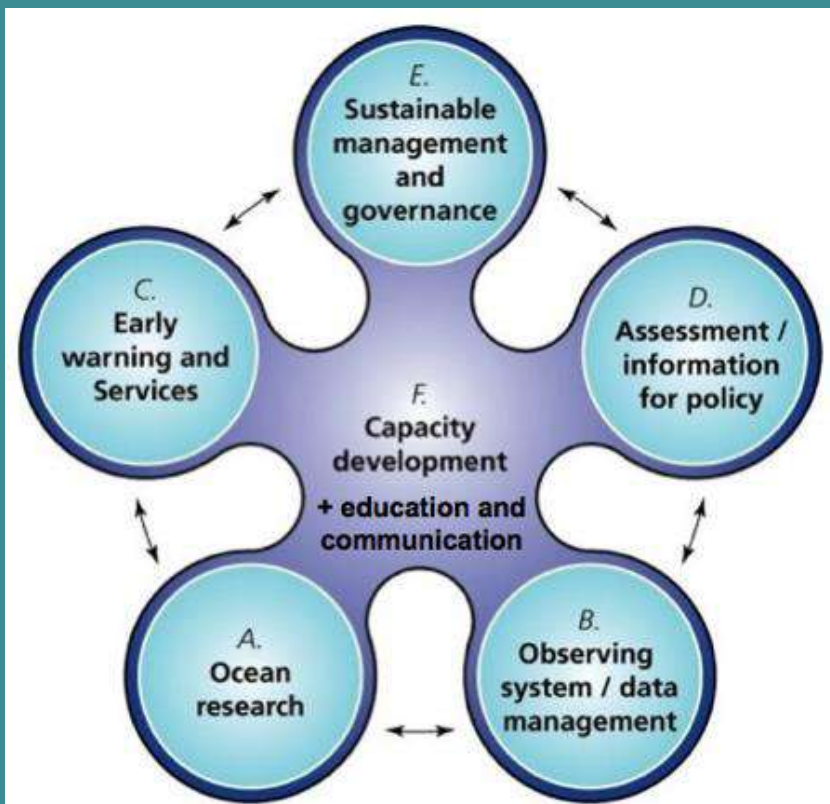 E.
Sustainable
management
and
governance
C.
Early
warning and
Services
D.
Assessment /
information
for policy
F.
Capacity
development
+ education and
communication
A.
Ocean
research
B.
Observing
system / data
management